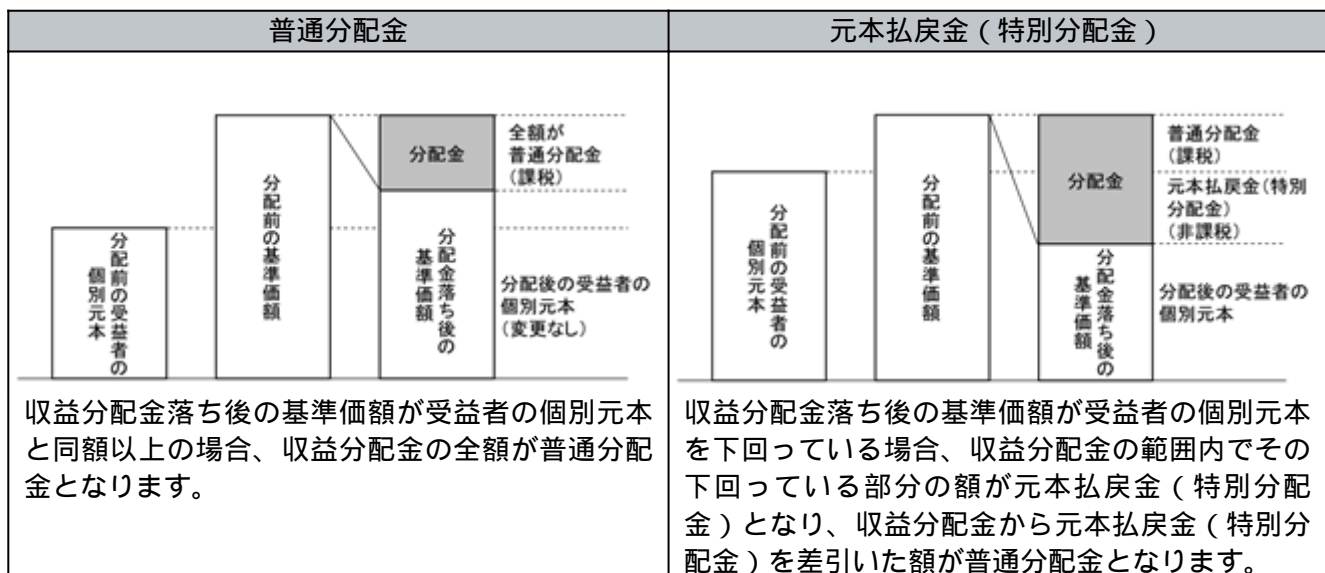 普通分配金
分配前の受益者の
個別元本
分配前の基準価額
分配金
分配金落ち後の
基準価額
全額が
普通分配金
(課税)
分配後の受益者の
個別元本
(変更なし)
収益分配金落ち後の基準価額が受益者の個別元本
と同額以上の場合、収益分配金の全額が普通分配
金となります。
元本払戻金(特別分配金)
分配前の受益者の
個別元本
分配前の基準価額
分配金
分配金落ち後の
基準価額
普通分配金
(課税)
元本払戻金(特別
分配金)
(非課税)
分配後の受益者の
個別元本
収益分配金落ち後の基準価額が受益者の個別元本
を下回っている場合、収益分配金の範囲内でその
下回っている部分の額が元本払戻金(特別分配
金)となり、収益分配金から元本払戻金(特別分
配金)を差引いた額が普通分配金となります。